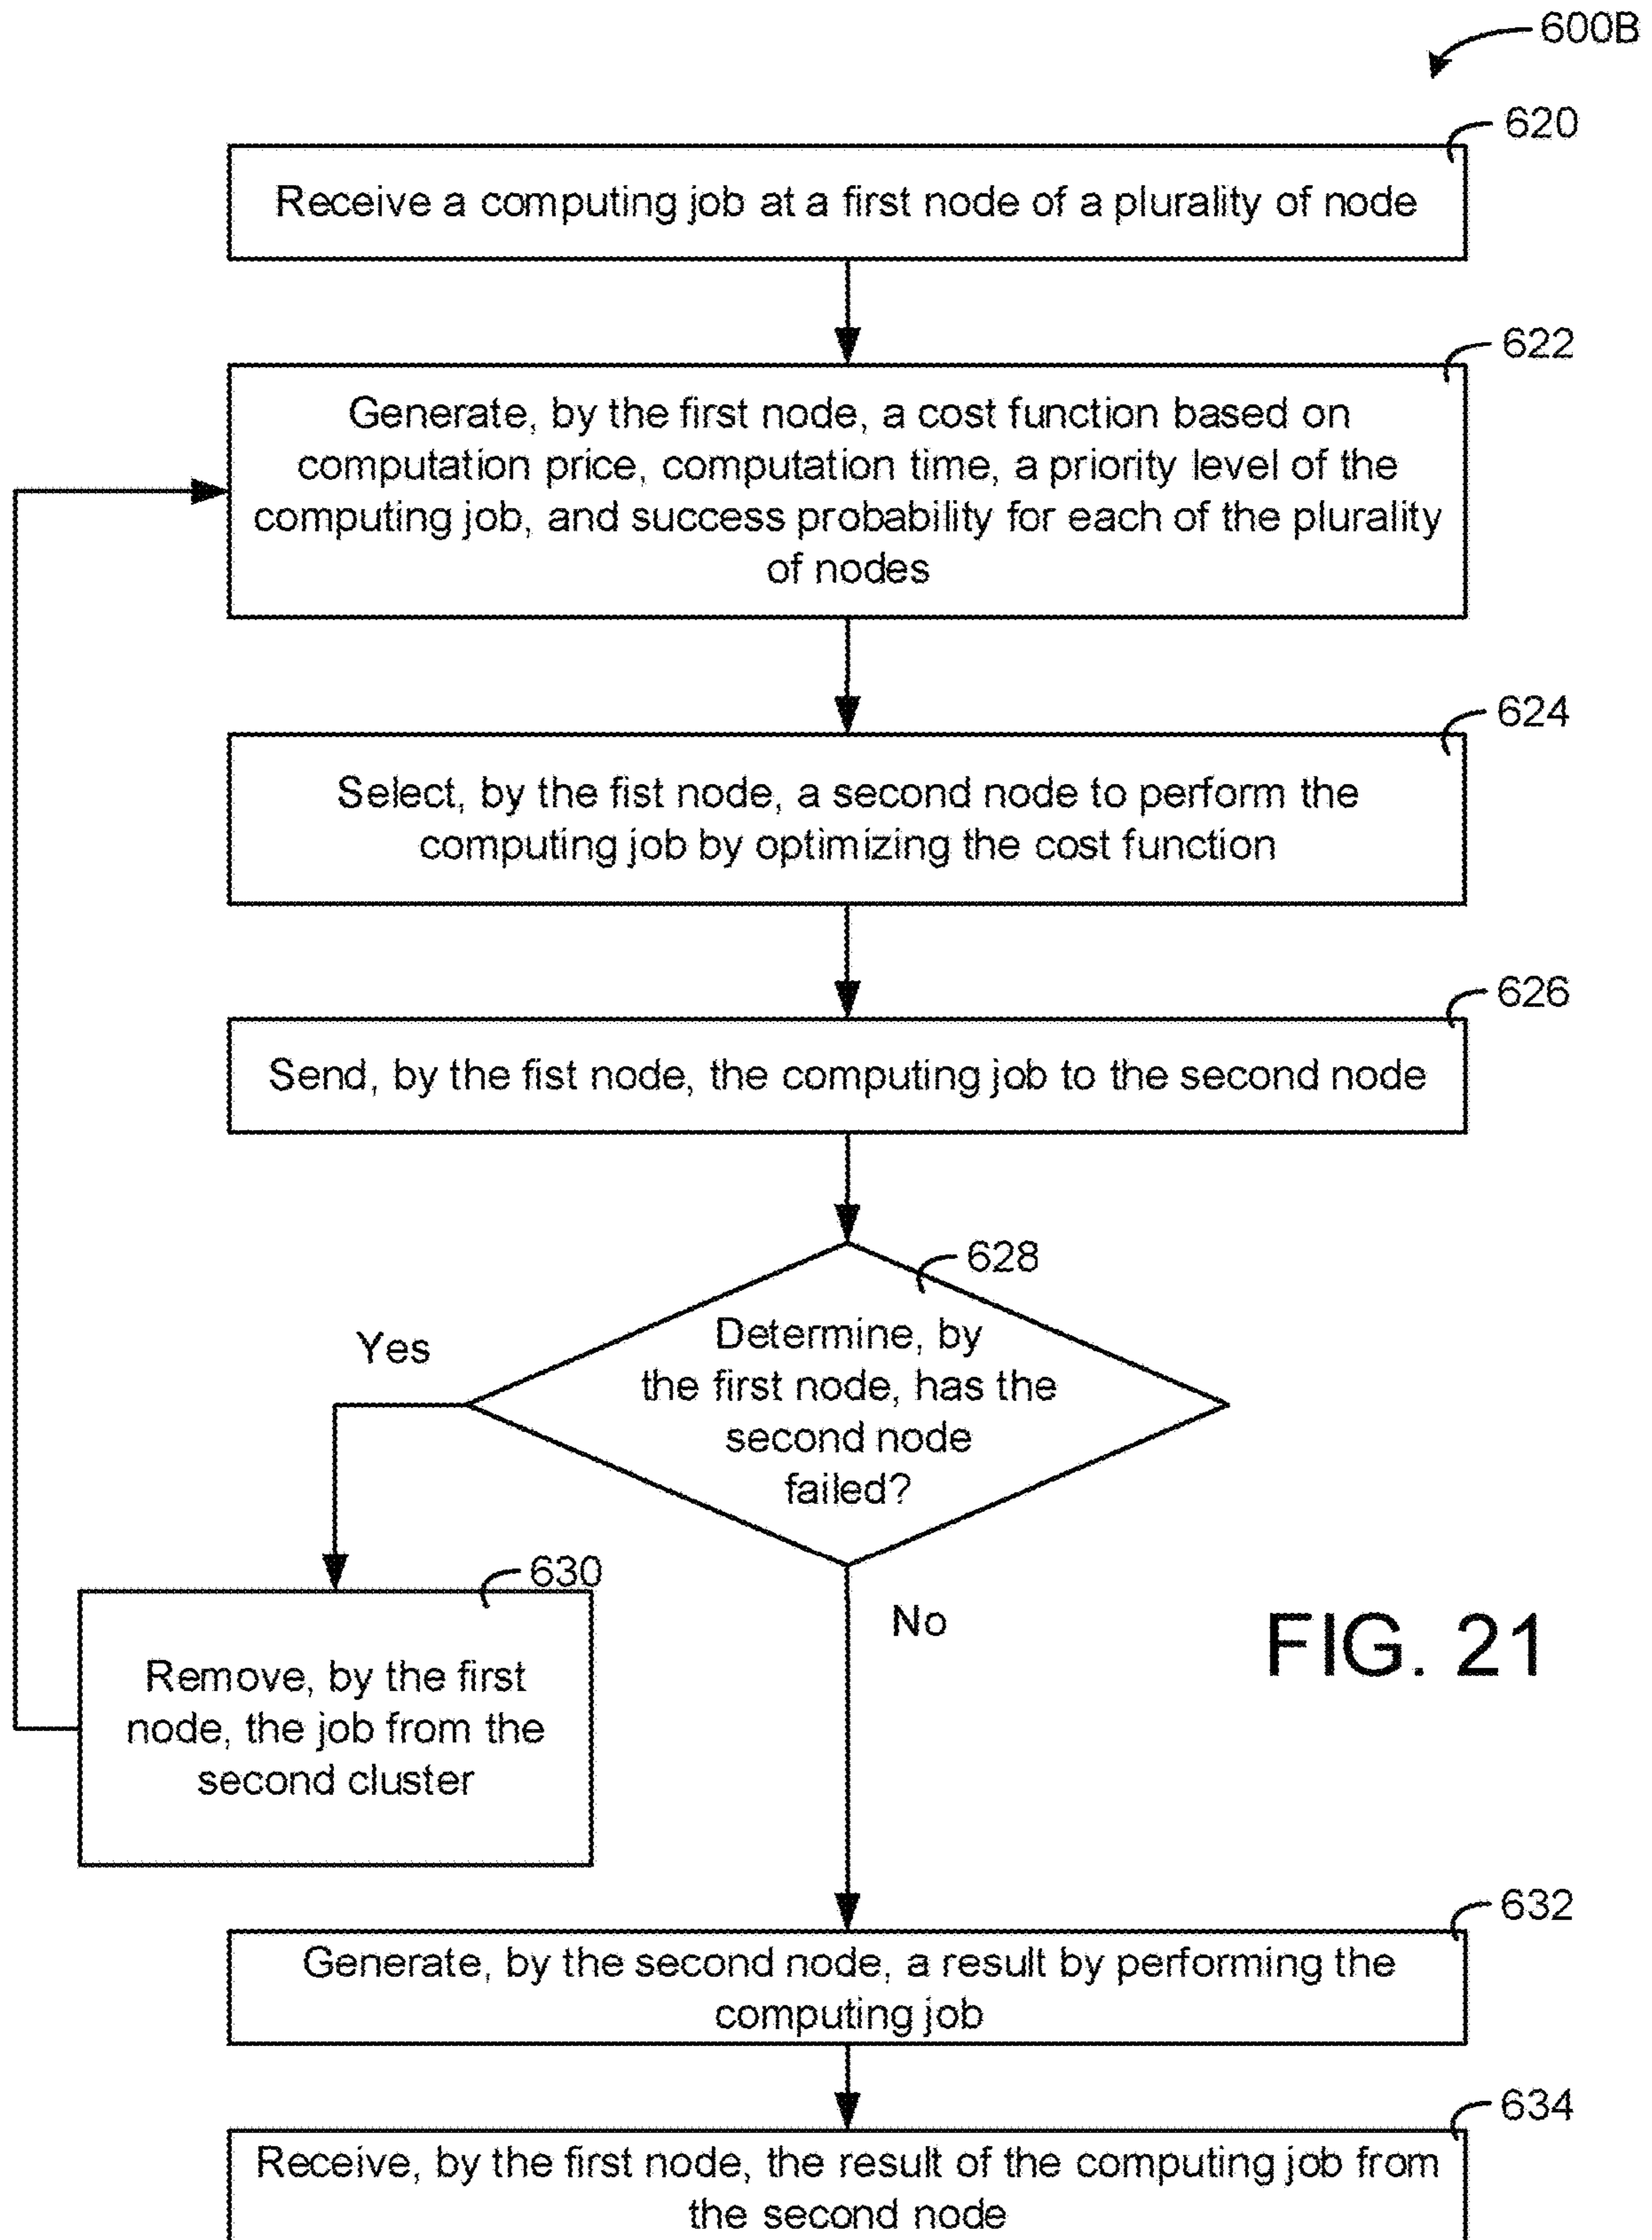 600B
620
Receive a computing job at a first node of a plurality of node
622
Generate, by the first node, a cost function based on
computation price, computation time, a priority level of the
computing job, and success probability for each of the plurality
of nodes
624
Select, by the fist node, a second node to perform the
computing job by optimizing the cost function
626
Send, by the fist node, the computing job to the second node
628
Determine, by
the first node, has the
second node
failed?
Yes
630
Remove, by the first
node, the job from the
second cluster
No
FIG. 21
632
Generate, by the second node, a result by performing the
computing job
634
Receive, by the first node, the result of the computing job from
the second node